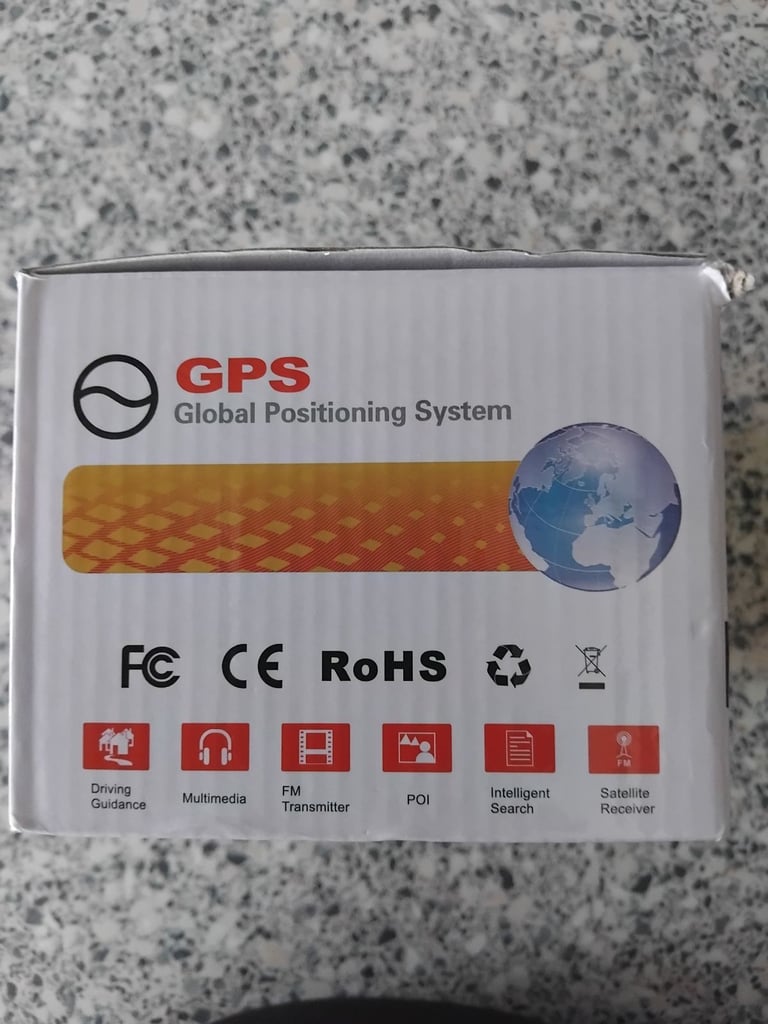 GPS
Global Positioning System
FC CE RoHS
Driving
Guidance
Multimedia
FM
Transmitter
POI
Intelligent
Search
FM
Satellite
Receiver